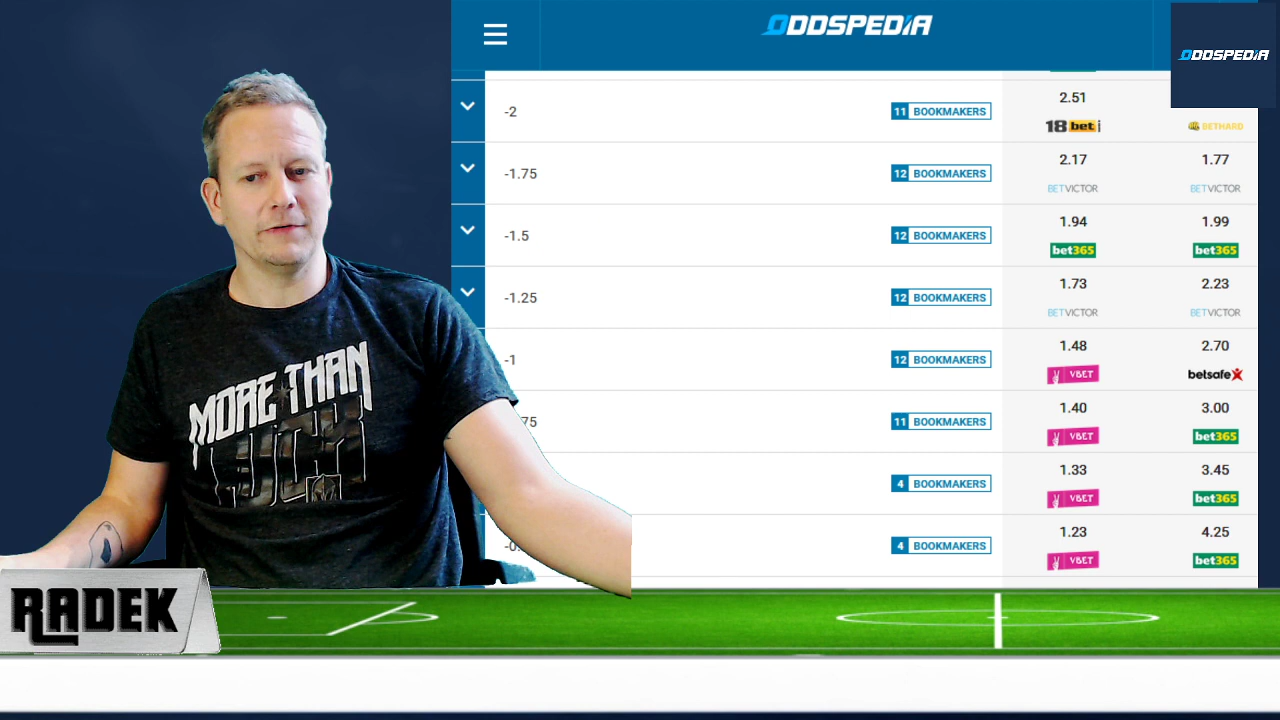 ODDSPEDIA
ODDSPEDIA
-2 11 BOOKMAKERS 2.51
18bet BETHARD
-1.75 12 BOOKMAKERS 2.17 1.77
BETVICTOR BETVICTOR
-1.5 12 BOOKMAKERS 1.94 1.99
bet365 bet365
-1.25 12 BOOKMAKERS 1.73 2.23
BETVICTOR BETVICTOR
-1 12 BOOKMAKERS 1.48 2.70
VBET betsafe
75 11 BOOKMAKERS 1.40 3.00
VBET bet365
4 BOOKMAKERS 1.33 3.45
VBET bet365
4 BOOKMAKERS 1.23 4.25
VBET bet365
MORE THAN
LUCK
RADEK